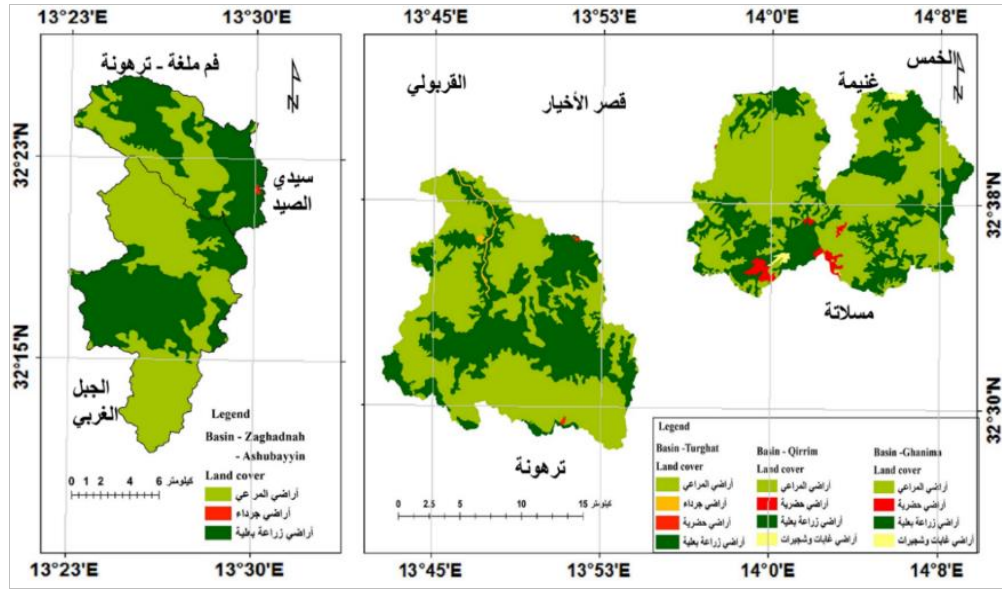 13°23'E
13°30'E
فم ملغة - ترهونة
32°23'N
سيدي
الصيد
32°15'N
الجبل
الغربي
Legend
Basin - Zaghadnah
- Ashubayyin
Land cover
أراضي المراعي
أراضي جرداء
أراضي زراعة بعلية
0 1 2 3 4 6 كيلومتر
13°23'E
13°30'E
13°45'E
13°53'E
14°0'E
14°8'E
القربولي
قصر الأخيار
غنيمة
الخمس
32°38'N
مسلاتة
32°30'N
ترهونة
0 2.5 5 10 15 كيلومتر
Legend
Basin -Turghat
Land cover
أراضي المراعي
أراضي جرداء
أراضي حضرية
أراضي زراعة بعلية
Basin - Qirrim
Land cover
أراضي المراعي
أراضي حضرية
أراضي زراعة بعلية
أراضي غابات وشجيرات
Basin -Ghanima
Land cover
أراضي المراعي
أراضي حضرية
أراضي زراعة بعلية
أراضي غابات وشجيرات
13°45'E
13°53'E
14°0'E
14°8'E